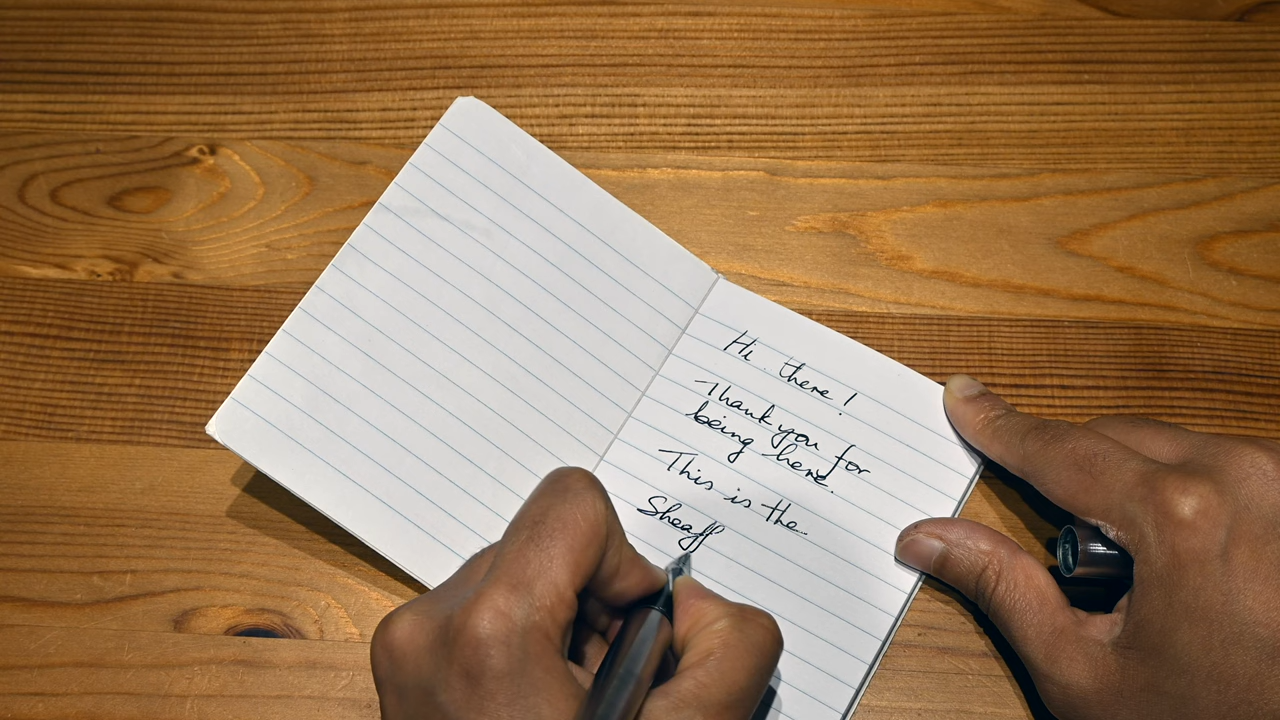 Hi there!
Thank you for
being here.
This is the...
Sheaff